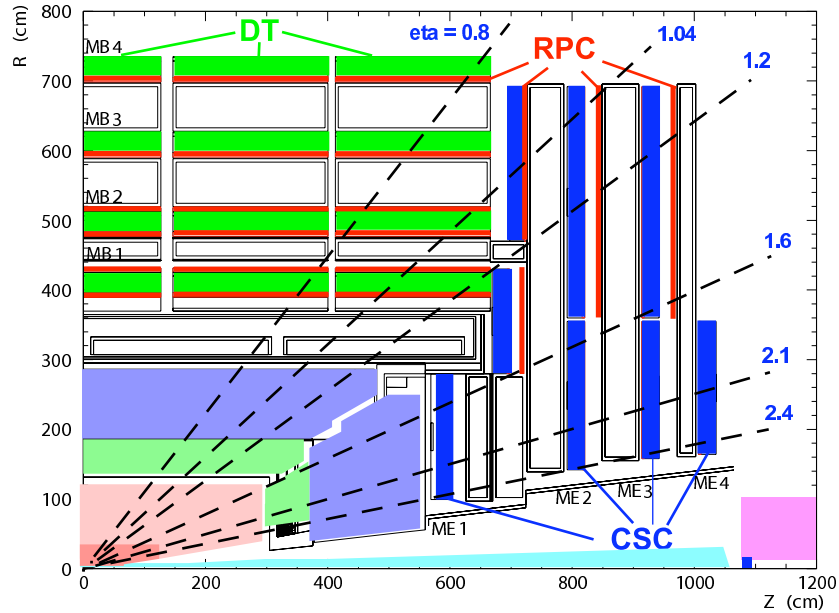 R (cm)
800
700
600
500
400
300
200
100
0
0
200
400
600
800
1000
1200
Z (cm)
MB 4
MB 3
MB 2
MB 1
DT
eta = 0.8
1.04
1.2
RPC
1.6
2.1
2.4
ME 1
ME 2
ME 3
ME 4
CSC